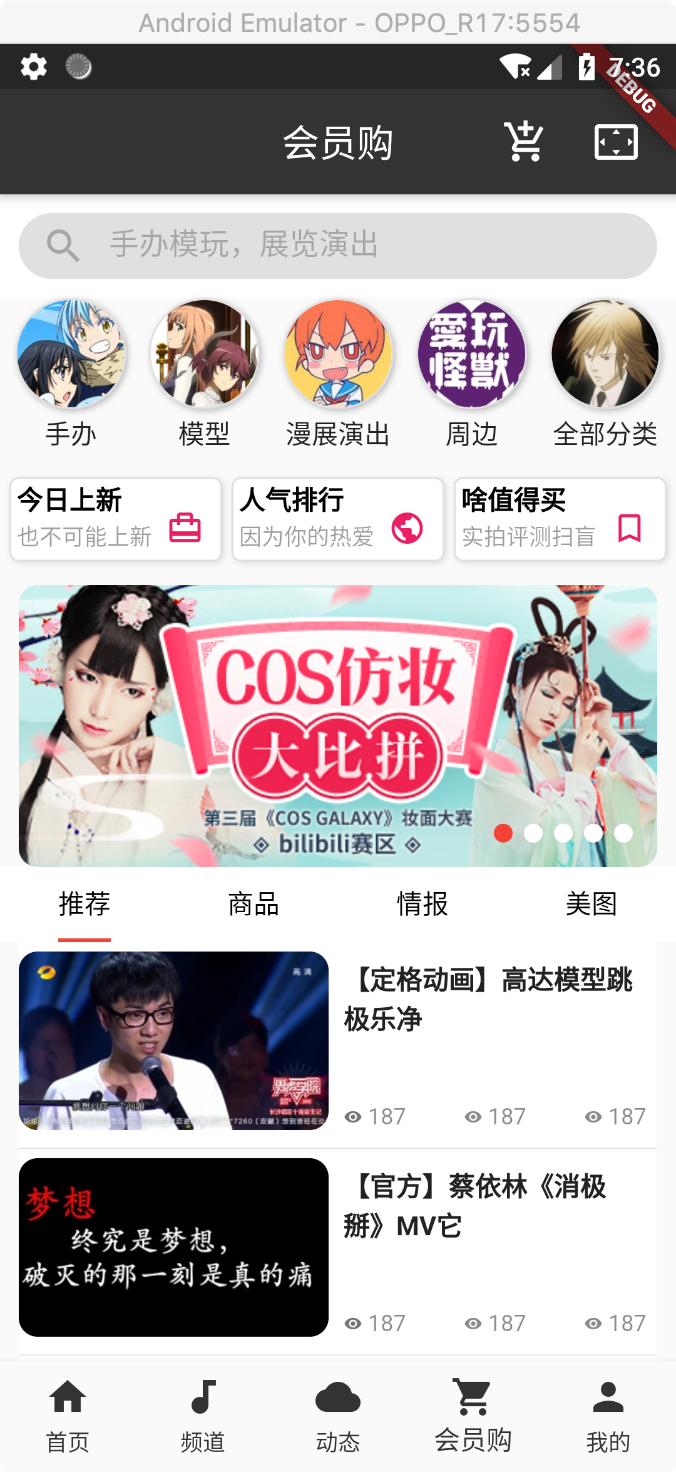 Android Emulator - OPPO_R17:5554
7:36
DEBUG
会员购
手办模玩，展览演出
愛玩
怪獸
手办
模型
漫展演出
周边
全部分类
今日上新
也不可能上新
人气排行
因为你的热爱
啥值得买
实拍评测扫盲
COS仿妆
大比拼
第三届《COS GALAXY》妆面大赛
bilibili赛区
推荐
商品
情报
美图
高清
【定格动画】高达模型跳
极乐净
187
187
187
梦想
终究是梦想，
破灭的那一刻是真的痛
【官方】蔡依林《消极
掰》MV它
187
187
187
首页
频道
动态
会员购
我的